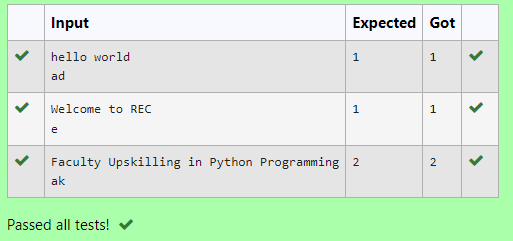 Input Expected Got
hello world 1 1
ad
Welcome to REC 1 1
e
Faculty Upskilling in Python Programming 2 2
ak
Passed all tests!